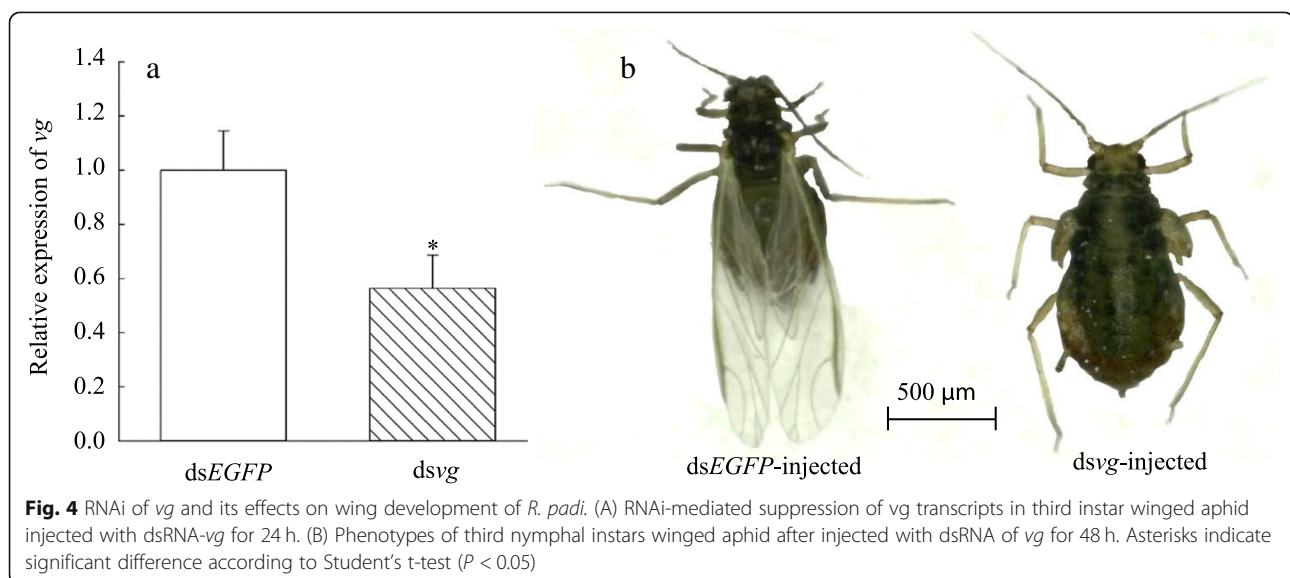 a
b
1.4
1.2
1.0
0.8
0.6
0.4
0.2
0.0
Relative expression of vg
*
dsEGFP
dsvg
500 μm
dsEGFP-injected
dsvg-injected
Fig. 4 RNAi of vg and its effects on wing development of R. padi. (A) RNAi-mediated suppression of vg transcripts in third instar winged aphid
injected with dsRNA-vg for 24 h. (B) Phenotypes of third nymphal instars winged aphid after injected with dsRNA of vg for 48 h. Asterisks indicate
significant difference according to Student's t-test (P < 0.05)